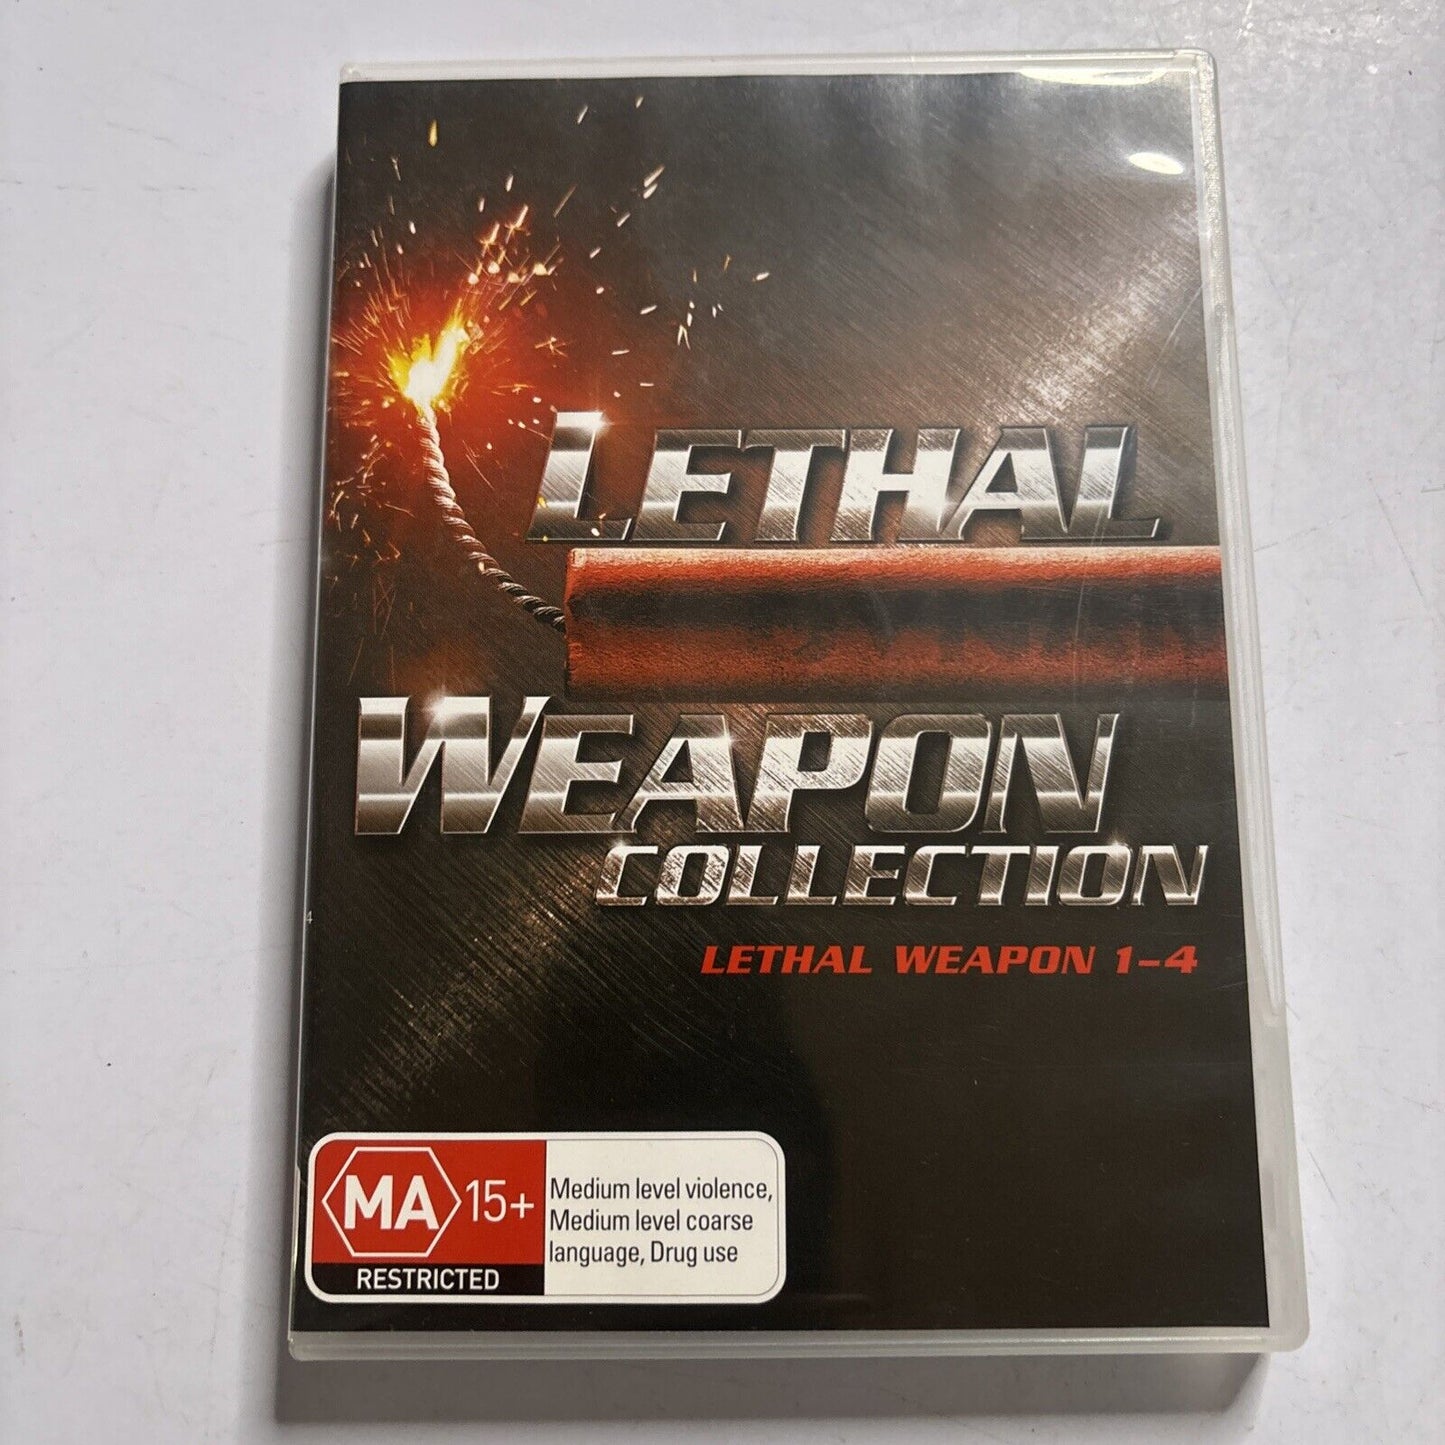 LETHAL
WEAPON
COLLECTION
LETHAL WEAPON 1-4
4
MA 15+
RESTRICTED
Medium level violence,
Medium level coarse
language, Drug use